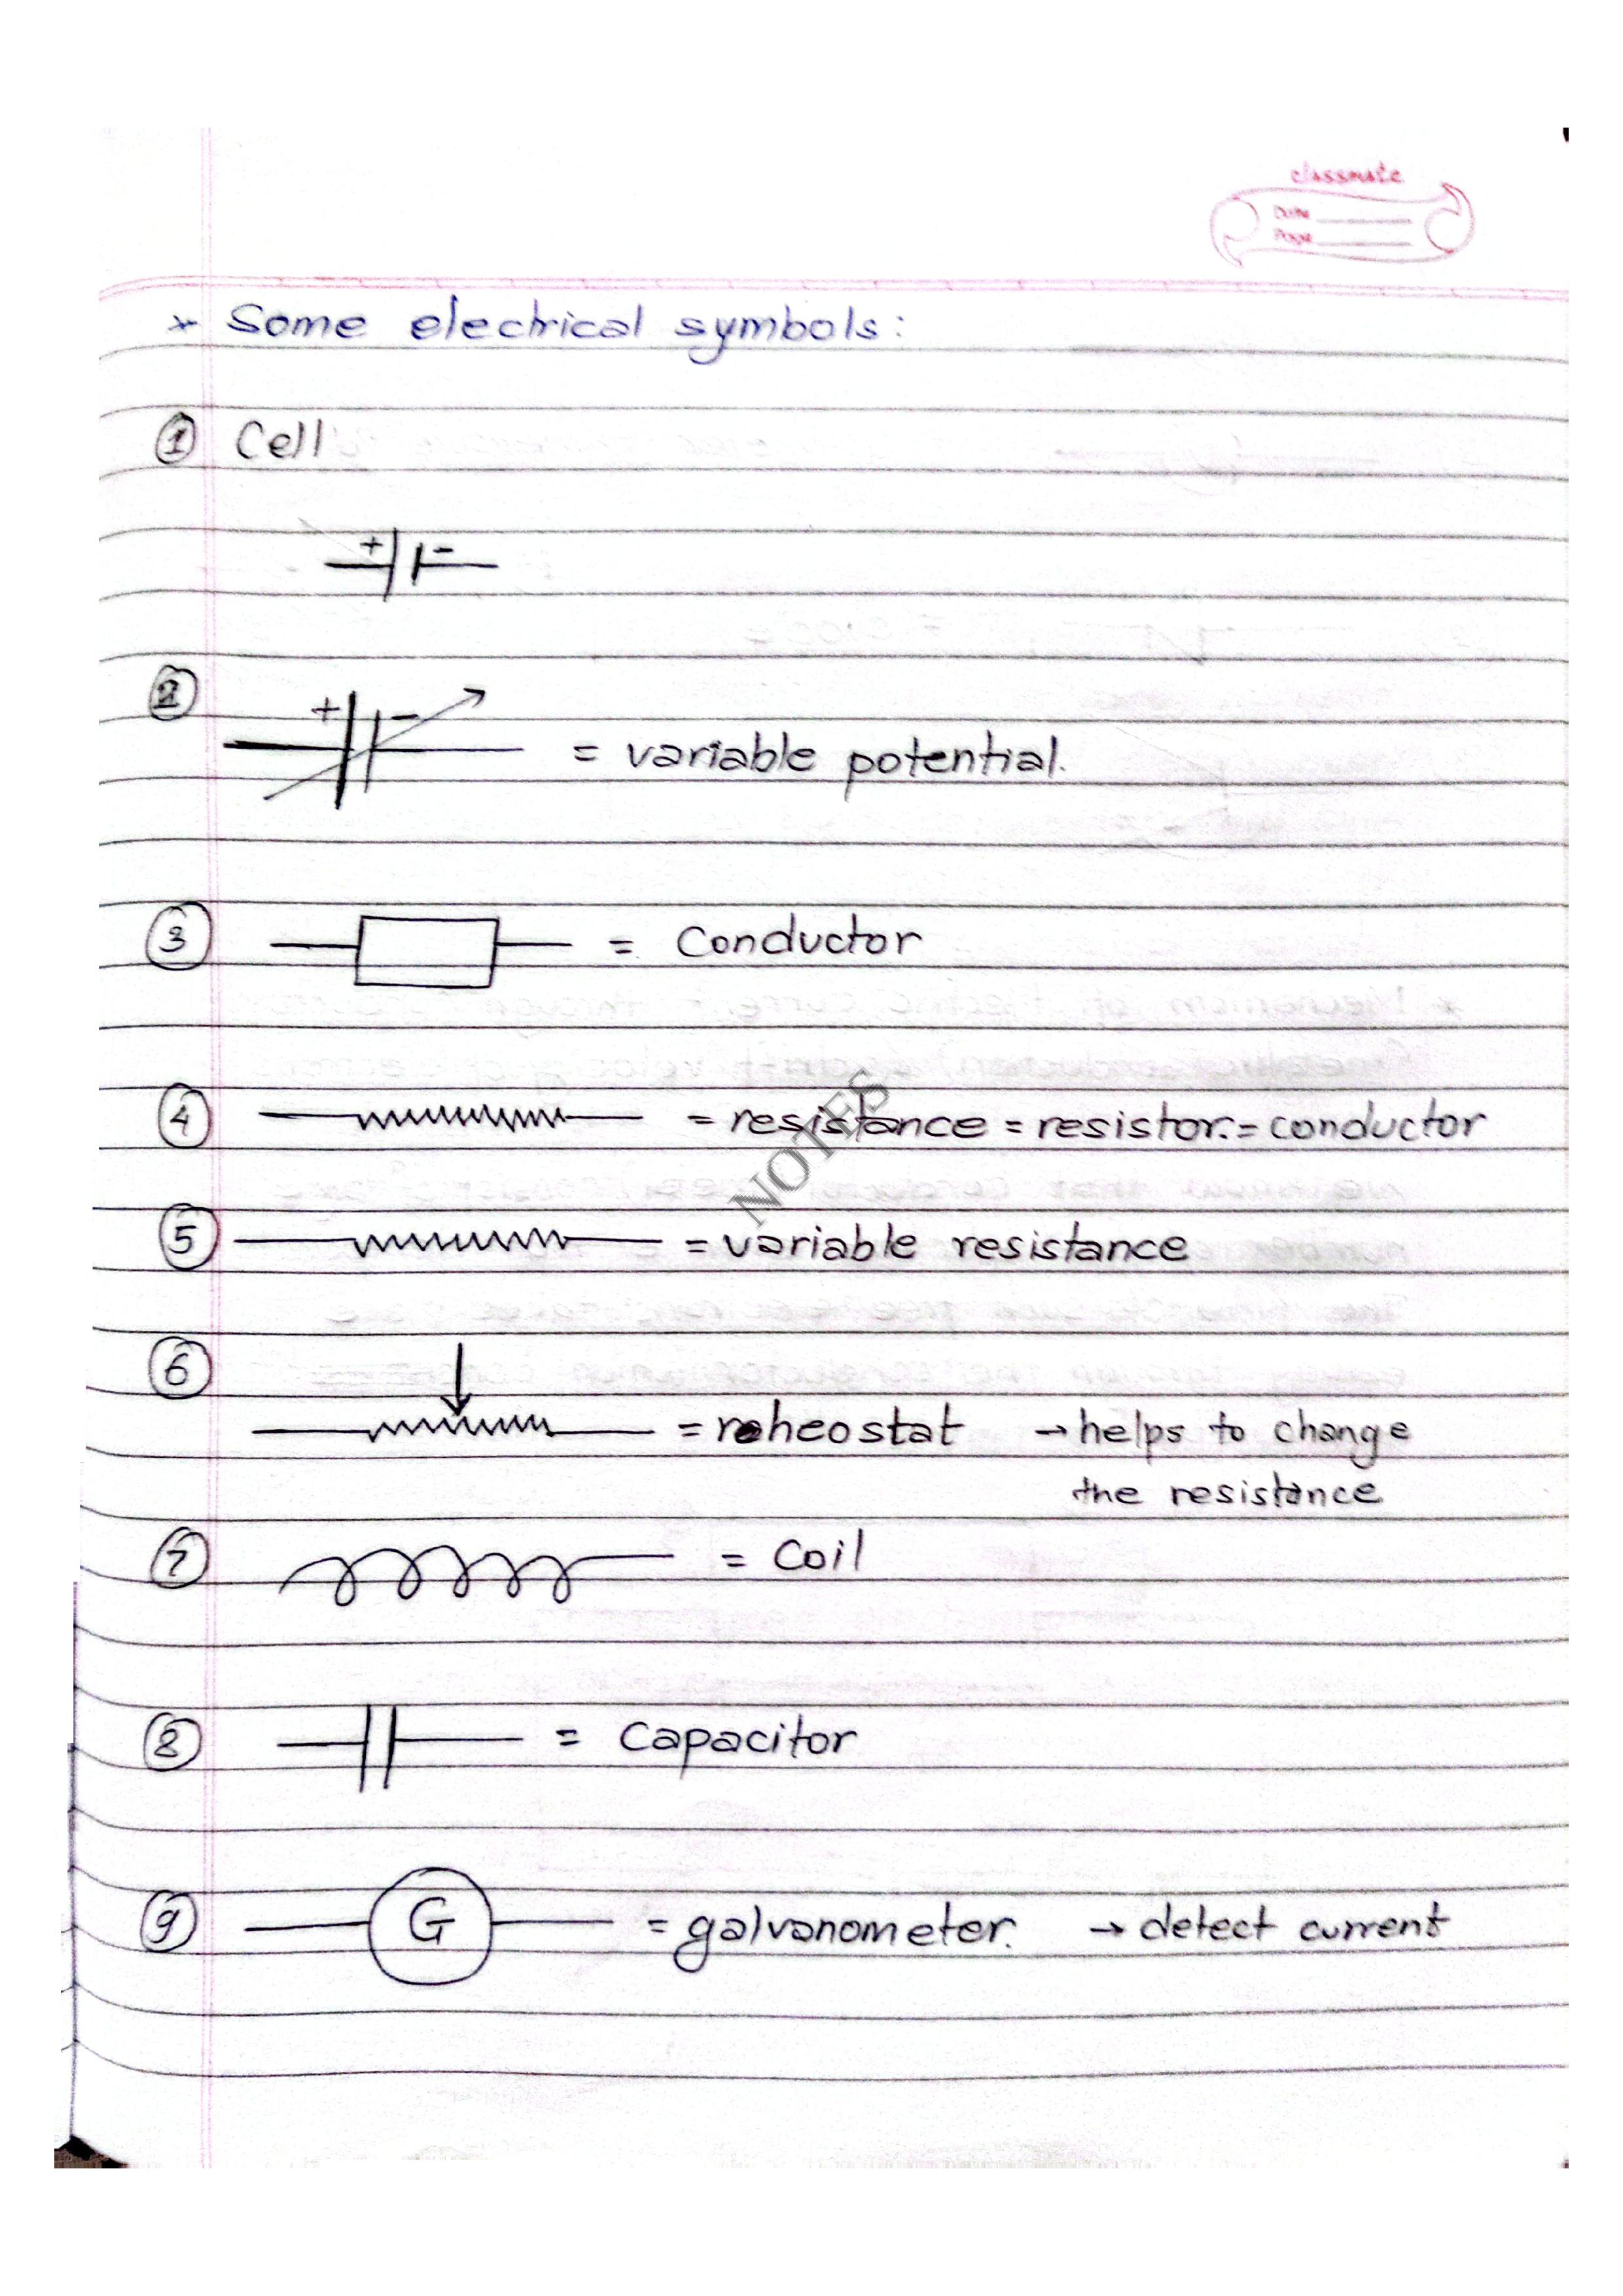 classmate
Date
Page
* Some electrical symbols:
① Cell
+ -
②
+ -
= variable potential.
③ = Conductor
④ = resistance = resistor. = conductor
NOTES
⑤ = variable resistance
⑥
= rheostat → helps to change
the resistance
⑦ = Coil
⑧ = Capacitor
⑨ G = galvanometer. → detect current